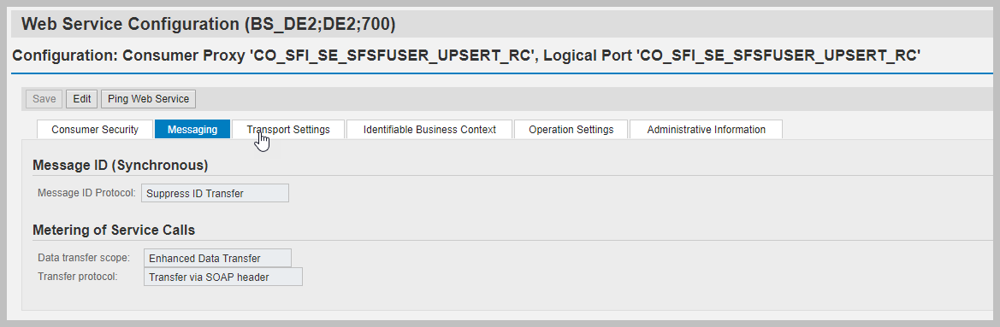 Web Service Configuration (BS_DE2;DE2;700)
Configuration: Consumer Proxy 'CO_SFI_SE_SFSFUSER_UPSERT_RC', Logical Port 'CO_SFI_SE_SFSFUSER_UPSERT_RC'
Save Edit Ping Web Service
Consumer Security Messaging Transport Settings Identifiable Business Context Operation Settings Administrative Information
Message ID (Synchronous)
Message ID Protocol: Suppress ID Transfer
Metering of Service Calls
Data transfer scope: Enhanced Data Transfer
Transfer protocol: Transfer via SOAP header